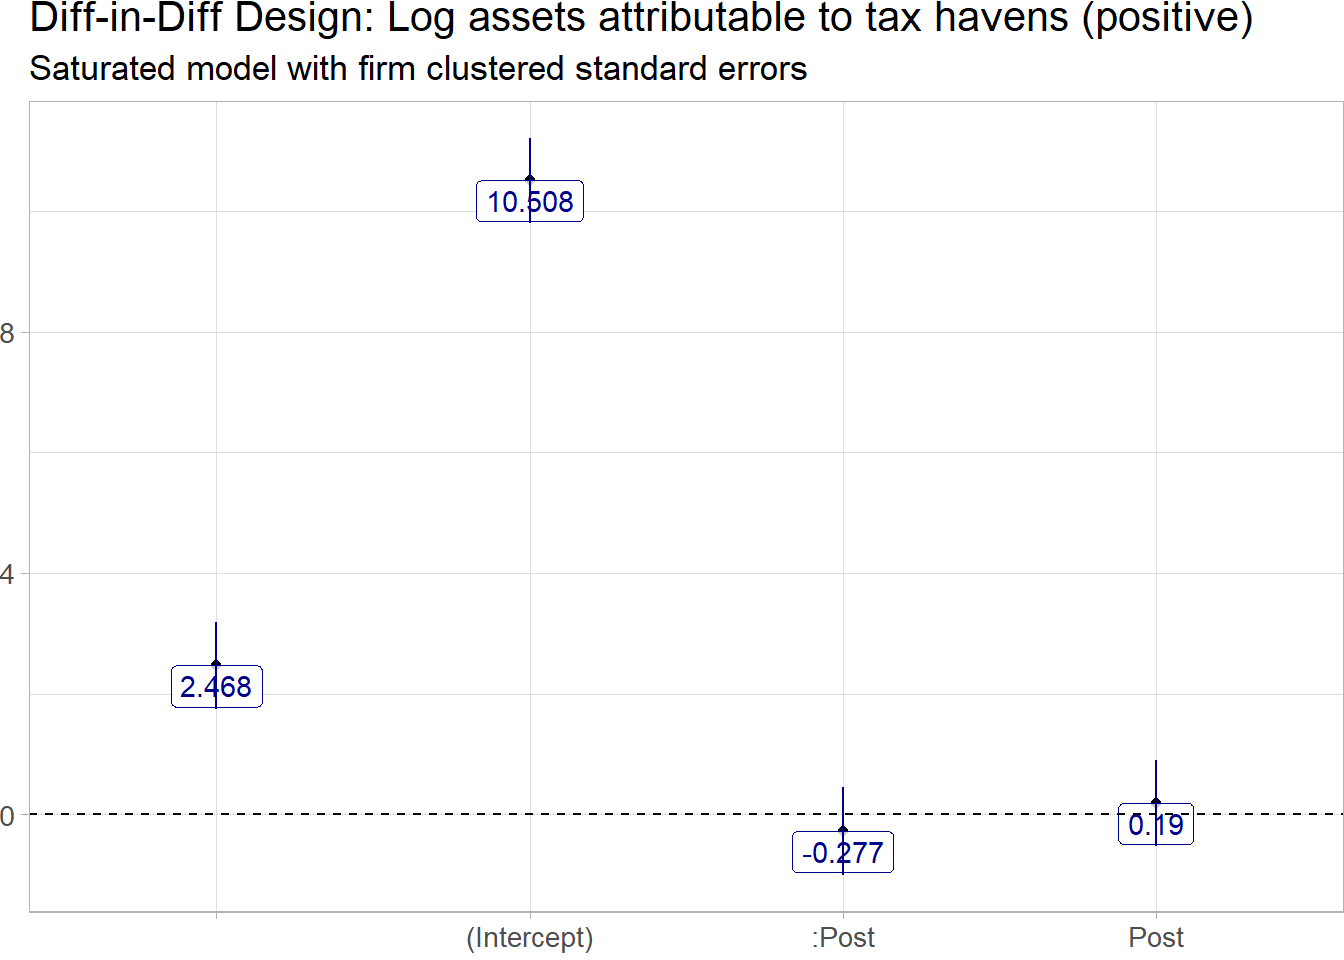 Diff-in-Diff Design: Log assets attributable to tax havens (positive)
Saturated model with firm clustered standard errors
10.508
8
4
2.468
0
-0.277
0.19
(Intercept)
:Post
Post